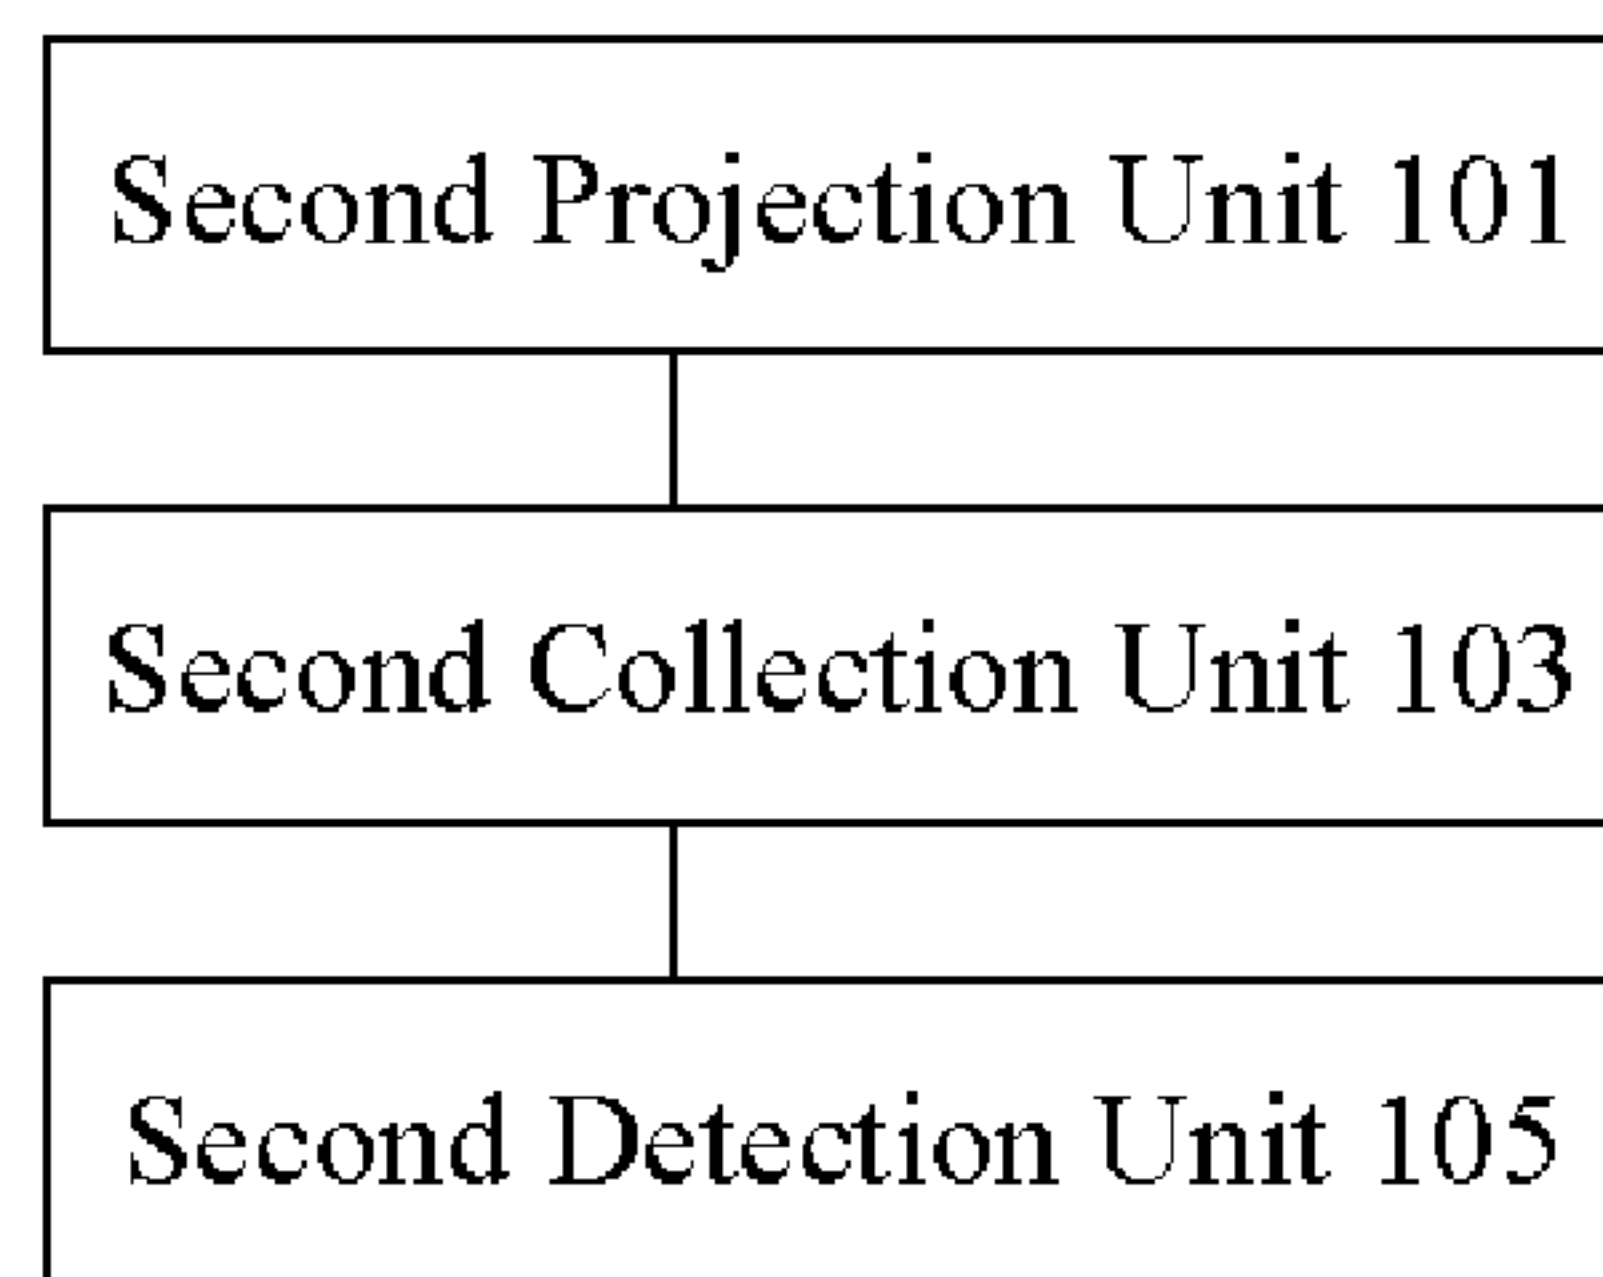 Second Projection Unit 101
Second Collection Unit 103
Second Detection Unit 105